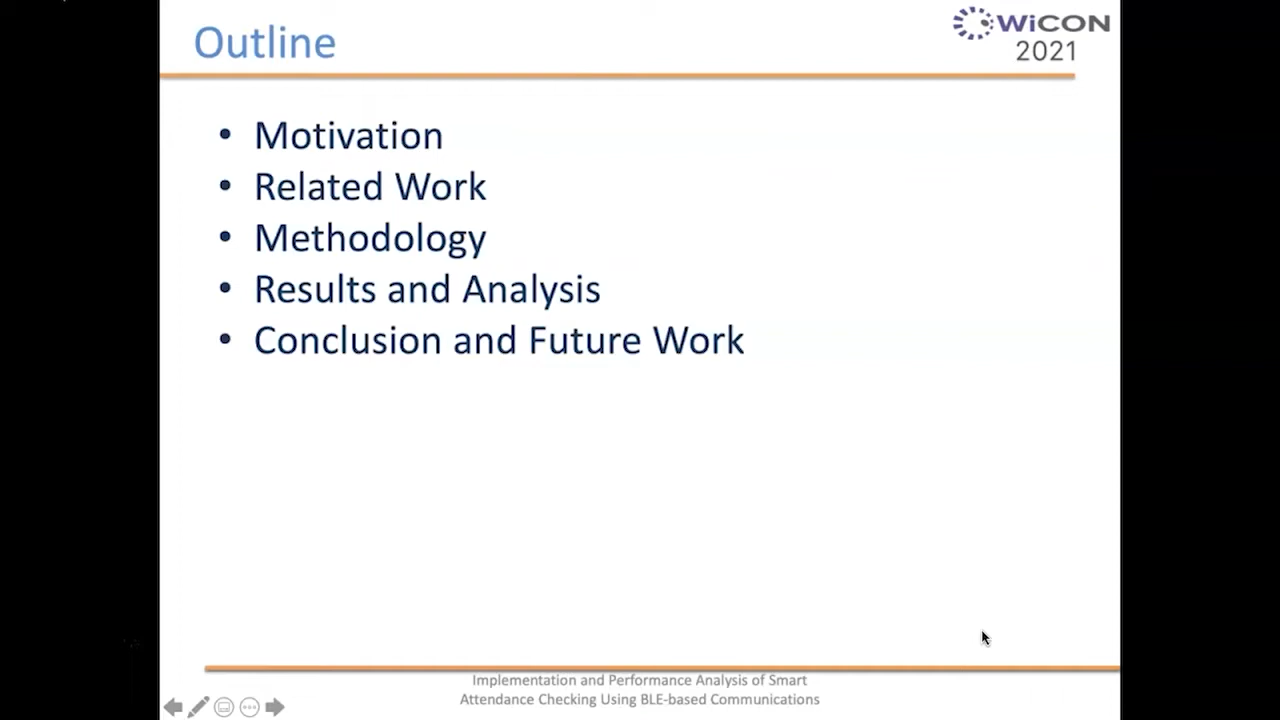 Outline
WiCON
2021
• Motivation
• Related Work
• Methodology
• Results and Analysis
• Conclusion and Future Work
Implementation and Performance Analysis of Smart
Attendance Checking Using BLE-based Communications